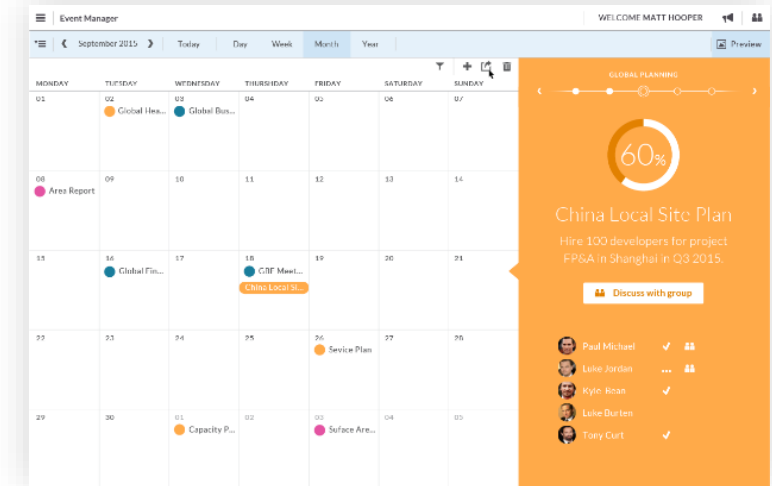 Event Manager WELCOME MATT HOOPER
September 2015 Today Day Week Month Year Preview
MONDAY TUESDAY WEDNESDAY THURSHDAY FRIDAY SATURDAY SUNDAY
01 02 03 04 05 06 07
Global Hea... Global Bus...
08 09 10 11 12 13 14
Area Report
15 16 17 18 19 20 21
Global Fin... GBF Meet...
China Local Si...
22 23 24 25 26 27 28
Sevice Plan
29 30 01 02 03 04 05
Capacity P... Suface Are...
GLOBAL PLANNING
60%
China Local Site Plan
Hire 100 developers for project
FP&A in Shanghai in Q3 2015.
Discuss with group
Paul Michael
Luke Jordan ...
Kyle Bean
Luke Burten
Tony Curt